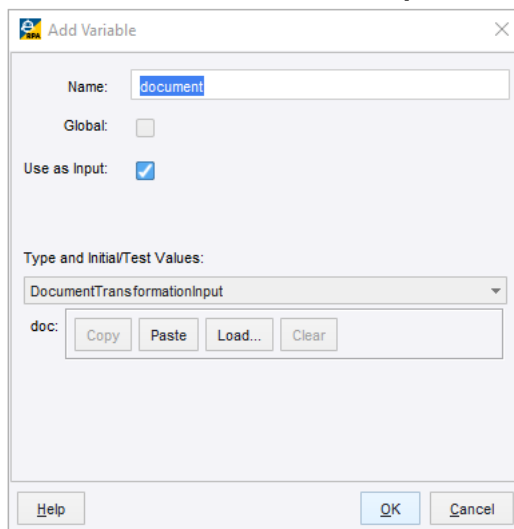 RPA Add Variable
Name: document
Global:
Use as Input:
Type and Initial/Test Values:
DocumentTransformationInput
doc: Copy Paste Load... Clear
Help OK Cancel